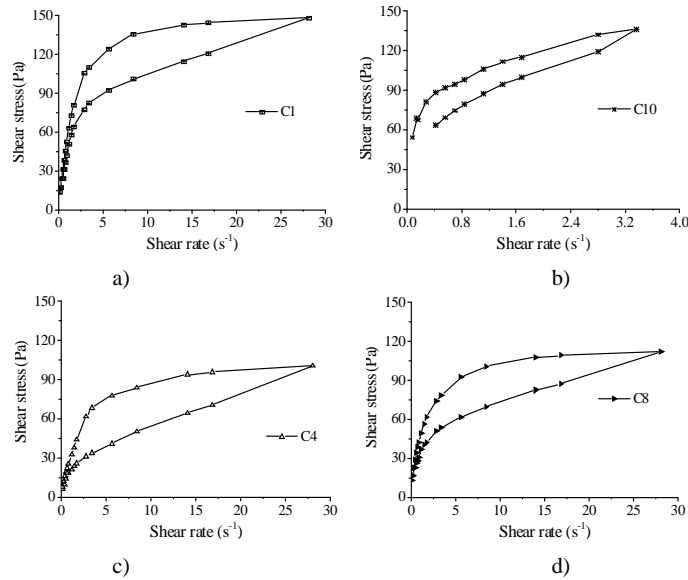 150
120
90
60
30
0
Shear stress (Pa)
C1
0 5 10 15 20 25 30
Shear rate (s-1)
a)
150
120
90
60
30
0
Shear stress (Pa)
C10
0.0 0.8 1.6 2.4 3.2 4.0
Shear rate (s-1)
b)
150
120
90
60
30
0
Shear stress (Pa)
C4
0 5 10 15 20 25 30
Shear rate (s-1)
c)
150
120
90
60
30
0
Shear stress (Pa)
C8
0 5 10 15 20 25 30
Shear rate (s-1)
d)